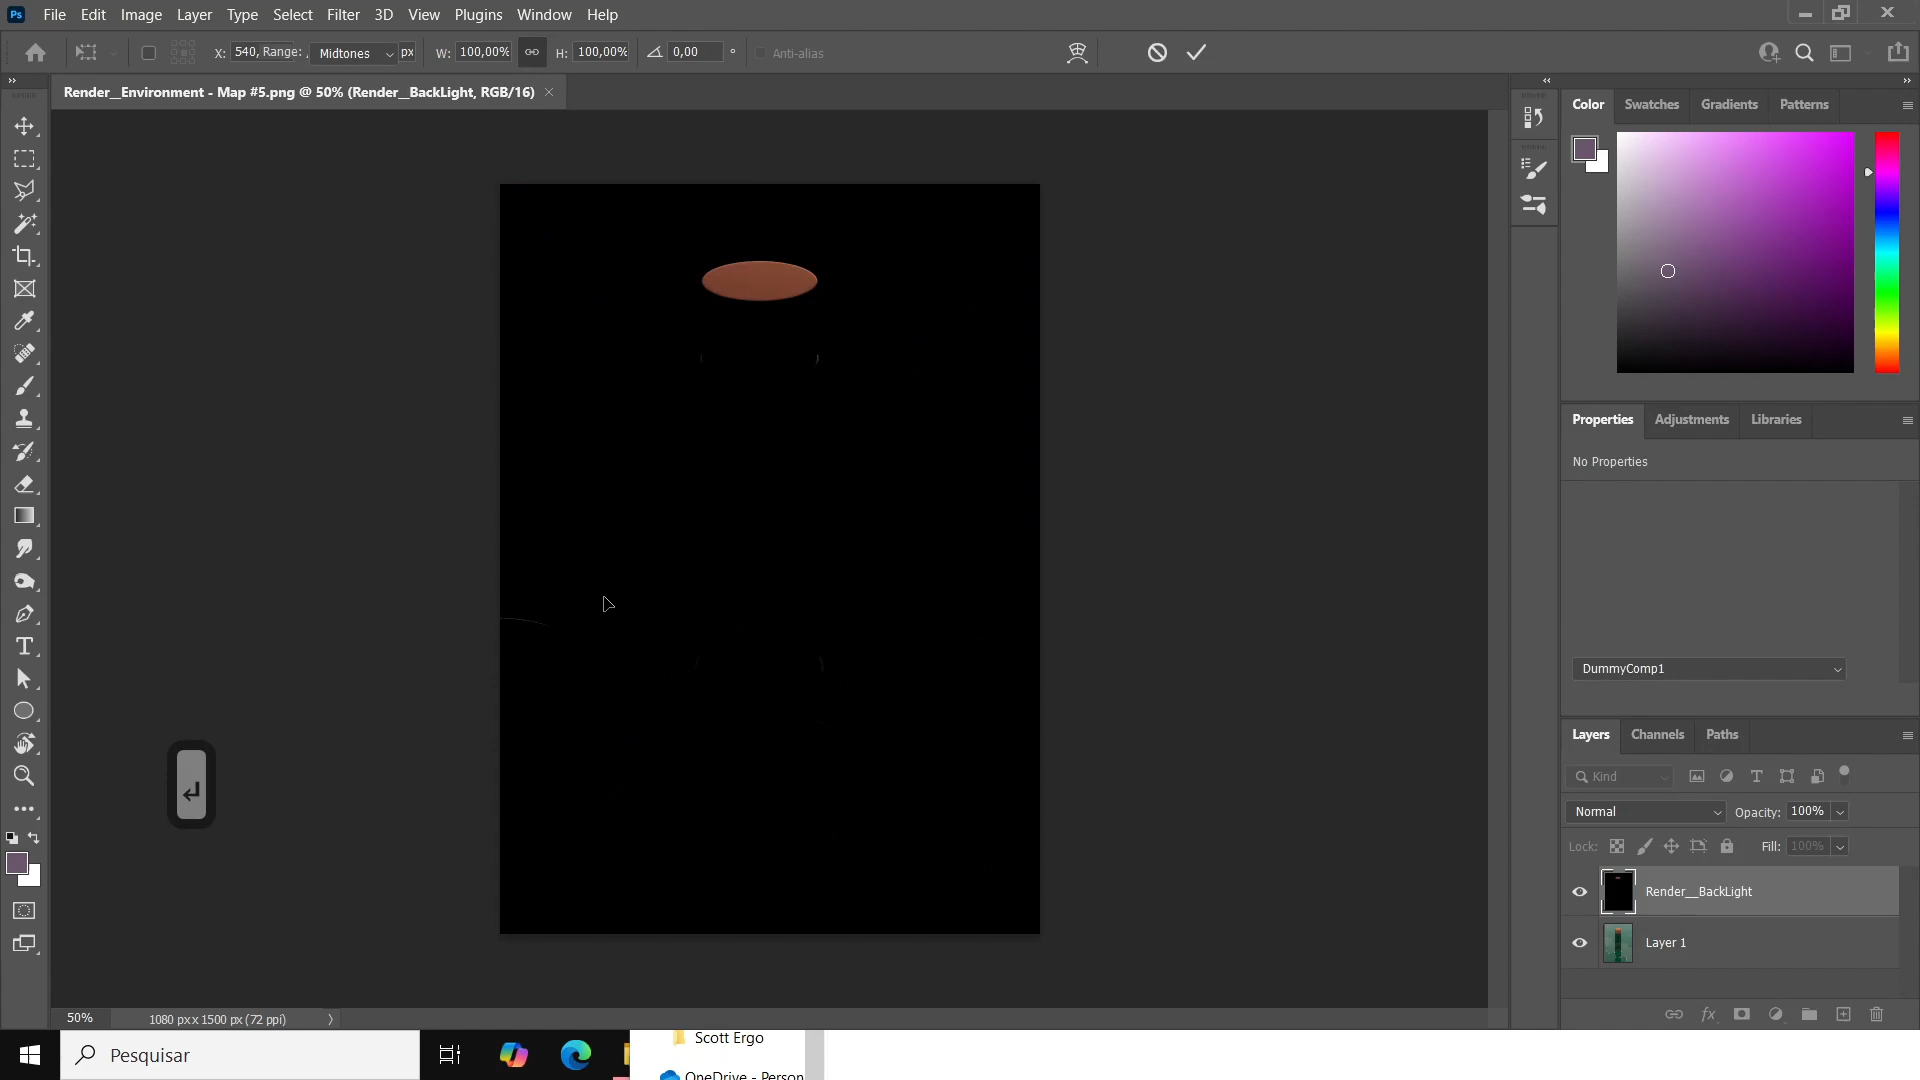 Ps File Edit Image Layer Type Select Filter 3D View Plugins Window Help
X: 540, Range: Midtones px W: 100,00% H: 100,00% 0,00 ° Anti-alias
Render__Environment - Map #5.png @ 50% (Render__BackLight, RGB/16) ×
Color Swatches Gradients Patterns
Properties Adjustments Libraries
No Properties
DummyComp1
Layers Channels Paths
Kind
Normal Opacity: 100%
Lock: Fill: 100%
Render__BackLight
Layer 1
50% 1080 px x 1500 px (72 ppi)
Pesquisar
Scott Ergo
OneDrive - Person